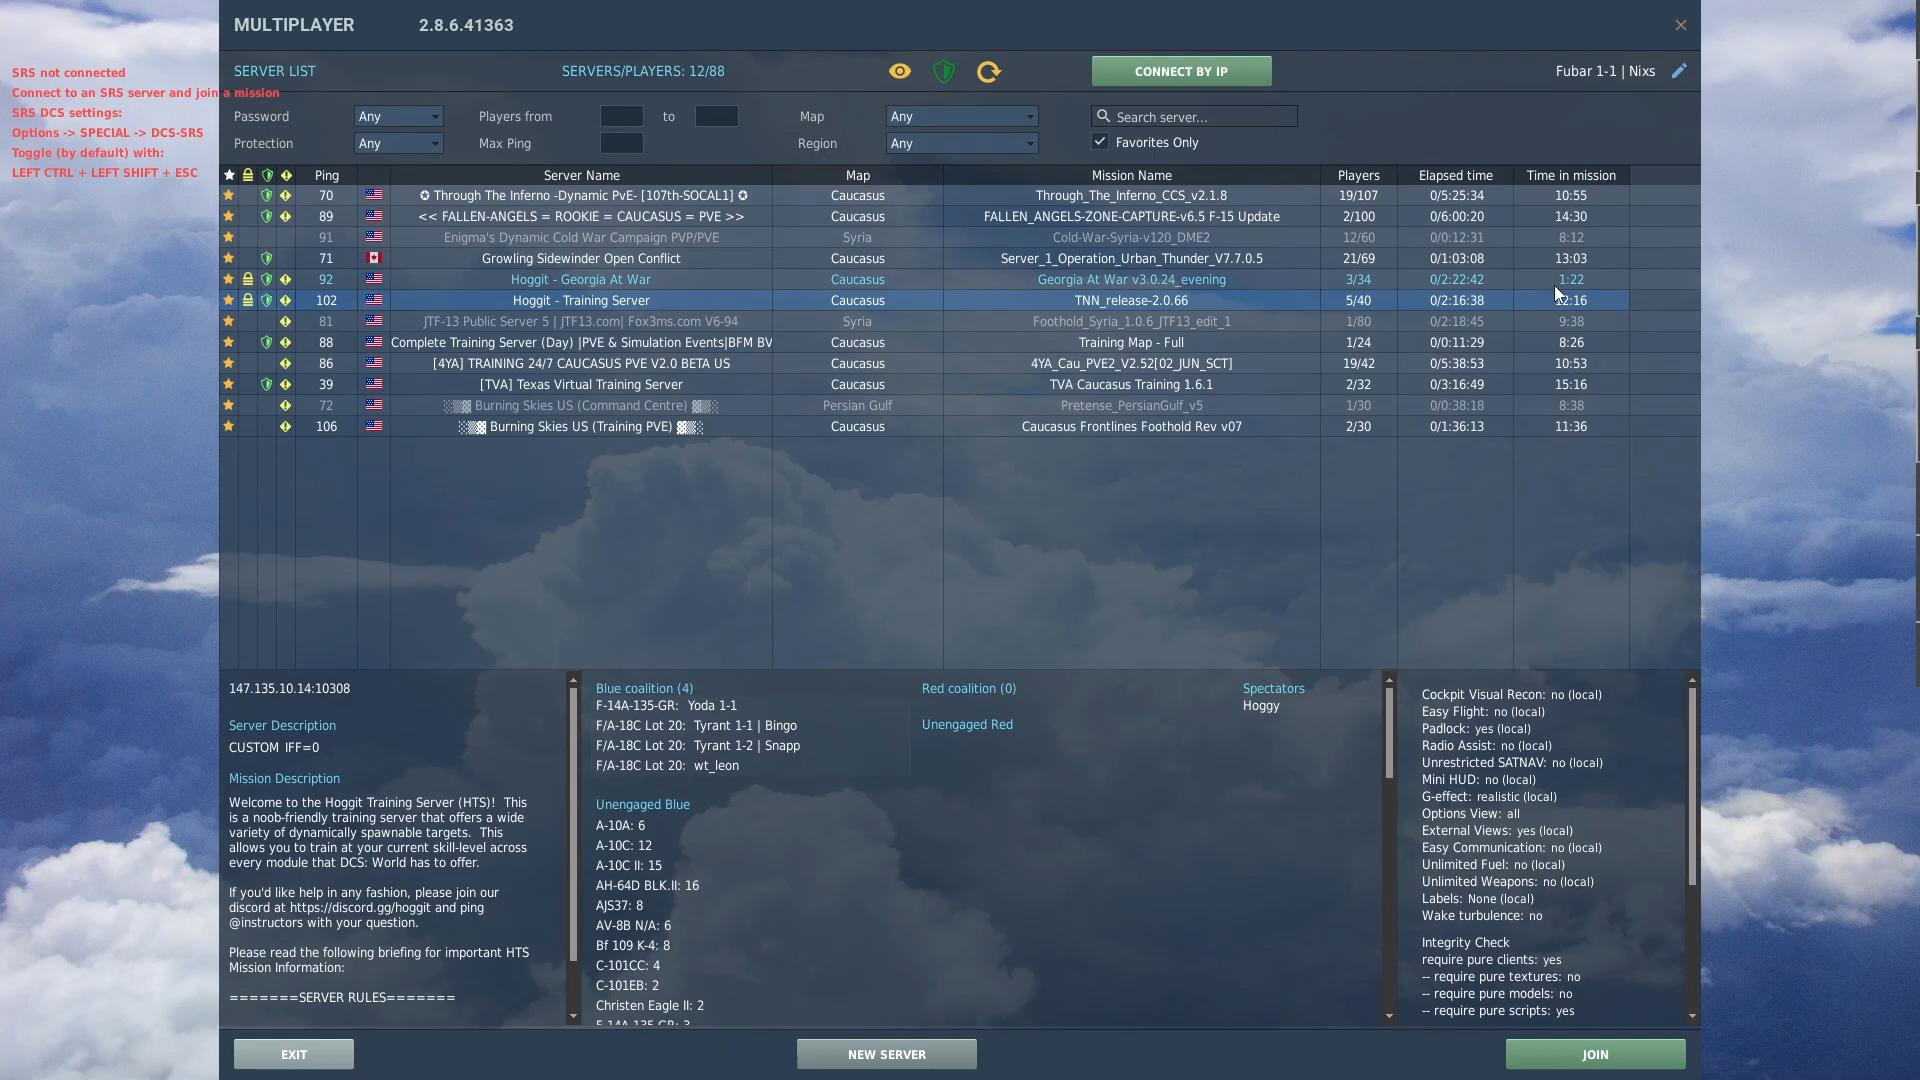 MULTIPLAYER 2.8.6.41363
SRS not connected
Connect to an SRS server and join a mission
SRS DCS settings:
Options -> SPECIAL -> DCS-SRS
Toggle (by default) with:
LEFT CTRL + LEFT SHIFT + ESC
SERVER LIST SERVERS/PLAYERS: 12/88 CONNECT BY IP Fubar 1-1 | Nixs
Password Any Players from to Map Any Search server...
Protection Any Max Ping Region Any Favorites Only
Ping Server Name Map Mission Name Players Elapsed time Time in mission
70 ✪ Through The Inferno -Dynamic PvE- [107th-SOCAL1] ✪ Caucasus Through_The_Inferno_CCS_v2.1.8 19/107 0/5:25:34 10:55
89 << FALLEN-ANGELS = ROOKIE = CAUCASUS = PVE >> Caucasus FALLEN_ANGELS-ZONE-CAPTURE-v6.5 F-15 Update 2/100 0/6:00:20 14:30
91 Enigma's Dynamic Cold War Campaign PVP/PVE Syria Cold-War-Syria-v120_DME2 12/60 0/0:12:31 8:12
71 Growling Sidewinder Open Conflict Caucasus Server_1_Operation_Urban_Thunder_V7.7.0.5 21/69 0/1:03:08 13:03
92 Hoggit - Georgia At War Caucasus Georgia At War v3.0.24_evening 3/34 0/2:22:42 1:22
102 Hoggit - Training Server Caucasus TNN_release-2.0.66 5/40 0/2:16:38 12:16
81 JTF-13 Public Server 5 | JTF13.com| Fox3ms.com V6-94 Syria Foothold_Syria_1.0.6_JTF13_edit_1 1/80 0/2:18:45 9:38
88 Complete Training Server (Day) |PVE & Simulation Events|BFM BV Caucasus Training Map - Full 1/24 0/0:11:29 8:26
86 [4YA] TRAINING 24/7 CAUCASUS PVE V2.0 BETA US Caucasus 4YA_Cau_PVE2_V2.52[02_JUN_SCT] 19/42 0/5:38:53 10:53
39 [TVA] Texas Virtual Training Server Caucasus TVA Caucasus Training 1.6.1 2/32 0/3:16:49 15:16
72 ░▒▓ Burning Skies US (Command Centre) ▓▒░ Persian Gulf Pretense_PersianGulf_v5 1/30 0/0:38:18 8:38
106 ░▒▓ Burning Skies US (Training PVE) ▓▒░ Caucasus Caucasus Frontlines Foothold Rev v07 2/30 0/1:36:13 11:36
147.135.10.14:10308
Server Description
CUSTOM IFF=0
Mission Description
Welcome to the Hoggit Training Server (HTS)! This
is a noob-friendly training server that offers a wide
variety of dynamically spawnable targets. This
allows you to train at your current skill-level across
every module that DCS: World has to offer.
If you'd like help in any fashion, please join our
discord at https://discord.gg/hoggit and ping
@instructors with your question.
Please read the following briefing for important HTS
Mission Information:
=======SERVER RULES=======
Blue coalition (4)
F-14A-135-GR: Yoda 1-1
F/A-18C Lot 20: Tyrant 1-1 | Bingo
F/A-18C Lot 20: Tyrant 1-2 | Snapp
F/A-18C Lot 20: wt_leon
Unengaged Blue
A-10A: 6
A-10C: 12
A-10C II: 15
AH-64D BLK.II: 16
AJS37: 8
AV-8B N/A: 6
Bf 109 K-4: 8
C-101CC: 4
C-101EB: 2
Christen Eagle II: 2
F-14A-135-GR: 3
Red coalition (0)
Unengaged Red
Spectators
Hoggy
Cockpit Visual Recon: no (local)
Easy Flight: no (local)
Padlock: yes (local)
Radio Assist: no (local)
Unrestricted SATNAV: no (local)
Mini HUD: no (local)
G-effect: realistic (local)
Options View: all
External Views: yes (local)
Easy Communication: no (local)
Unlimited Fuel: no (local)
Unlimited Weapons: no (local)
Labels: None (local)
Wake turbulence: no
Integrity Check
require pure clients: yes
-- require pure textures: no
-- require pure models: no
-- require pure scripts: yes
EXIT NEW SERVER JOIN